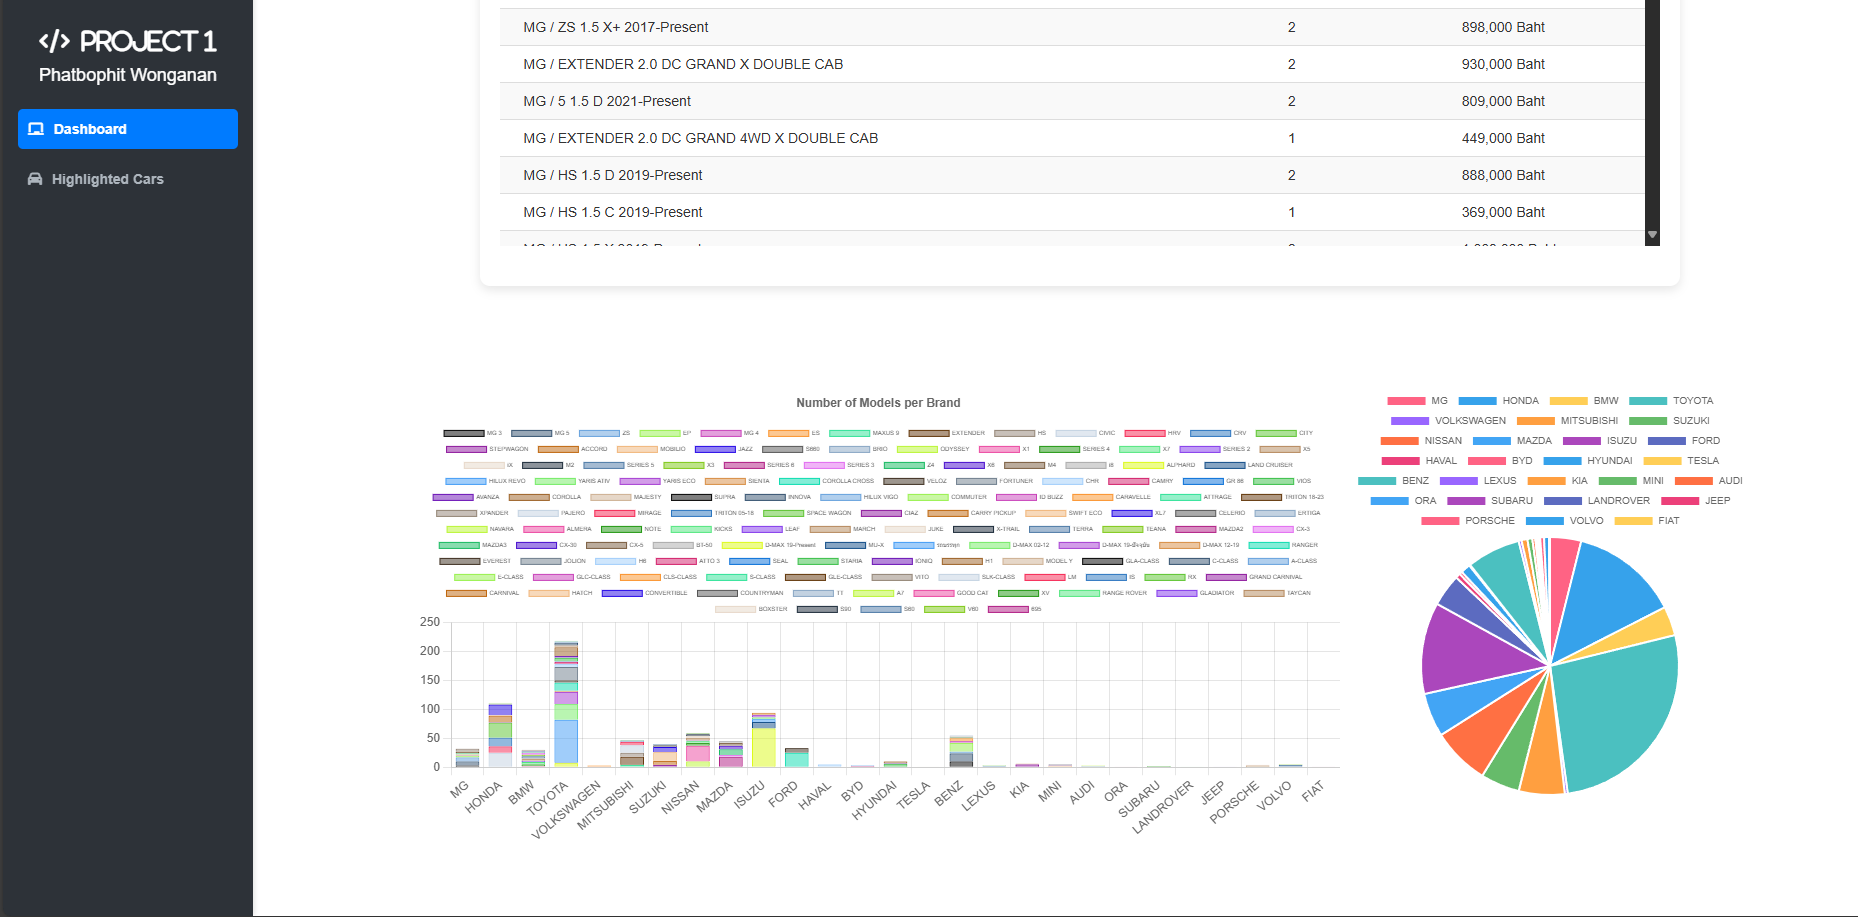 </> PROJECT 1
Phatbophit Wonganan
Dashboard
Highlighted Cars
MG / ZS 1.5 X+ 2017-Present 2 898,000 Baht
MG / EXTENDER 2.0 DC GRAND X DOUBLE CAB 2 930,000 Baht
MG / 5 1.5 D 2021-Present 2 809,000 Baht
MG / EXTENDER 2.0 DC GRAND 4WD X DOUBLE CAB 1 449,000 Baht
MG / HS 1.5 D 2019-Present 2 888,000 Baht
MG / HS 1.5 C 2019-Present 1 369,000 Baht
Number of Models per Brand
MG 3 MG 5 ZS EP MG 4 ES MAXUS 9 EXTENDER HS CIVIC HRV CRV CITY
STEPWAGON ACCORD MOBILIO JAZZ S660 BRIO ODYSSEY X1 SERIES 4 X7 SERIES 2 X5
iX M2 SERIES 5 X3 SERIES 6 SERIES 3 Z4 X6 M4 i8 ALPHARD LAND CRUISER
HILUX REVO YARIS ATIV YARIS ECO SIENTA COROLLA CROSS VELOZ FORTUNER CHR CAMRY GR 86 VIOS
AVANZA COROLLA MAJESTY SUPRA INNOVA HILUX VIGO COMMUTER ID BUZZ CARAVELLE ATTRAGE TRITON 16-23
XPANDER PAJERO MIRAGE TRITON 05-18 SPACE WAGON CIAZ CARRY PICKUP SWIFT ECO XL7 CELERIO ERTIGA
NAVARA ALMERA NOTE KICKS LEAF MARCH JUKE X-TRAIL TERRA TEANA MAZDA2 CX-3
MAZDA3 CX-30 CX-5 BT-50 D-MAX 19-Present MU-X D-MAX 02-12 D-MAX 12-19 RANGER
EVEREST JOLION H6 ATTO 3 SEAL STARIA IONIQ H1 MODEL Y GLA-CLASS C-CLASS A-CLASS
E-CLASS GLC-CLASS CLS-CLASS S-CLASS GLE-CLASS VITO SLK-CLASS LM IS RX GRAND CARNIVAL
CARNIVAL HATCH CONVERTIBLE COUNTRYMAN TT A7 GOOD CAT XV RANGE ROVER GLADIATOR TAYCAN
BOXSTER S90 S60 V60 695
250
200
150
100
50
0
MG HONDA BMW TOYOTA VOLKSWAGEN MITSUBISHI SUZUKI NISSAN MAZDA ISUZU FORD HAVAL BYD HYUNDAI TESLA BENZ LEXUS KIA MINI AUDI ORA SUBARU LANDROVER JEEP PORSCHE VOLVO FIAT
MG HONDA BMW TOYOTA
VOLKSWAGEN MITSUBISHI SUZUKI
NISSAN MAZDA ISUZU FORD
HAVAL BYD HYUNDAI TESLA
BENZ LEXUS KIA MINI AUDI
ORA SUBARU LANDROVER JEEP
PORSCHE VOLVO FIAT